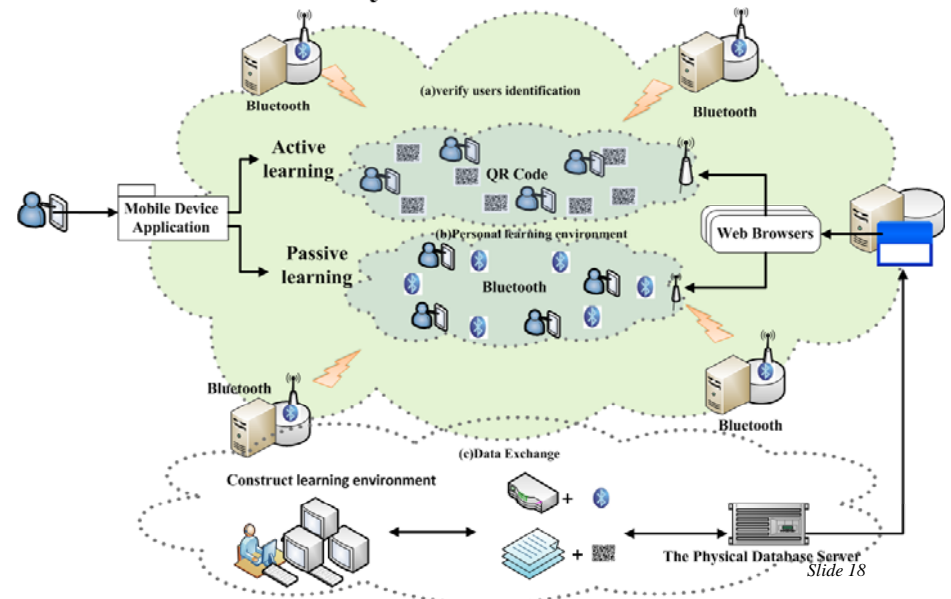 Bluetooth
Bluetooth
(a)verify users identification
Active
learning
QR Code
Mobile Device
Application
(b)Personal learning environment
Web Browsers
Passive
learning
Bluetooth
Bluetooth
Bluetooth
(c)Data Exchange
Construct learning environment
+
+
The Physical Database Server
Slide 18